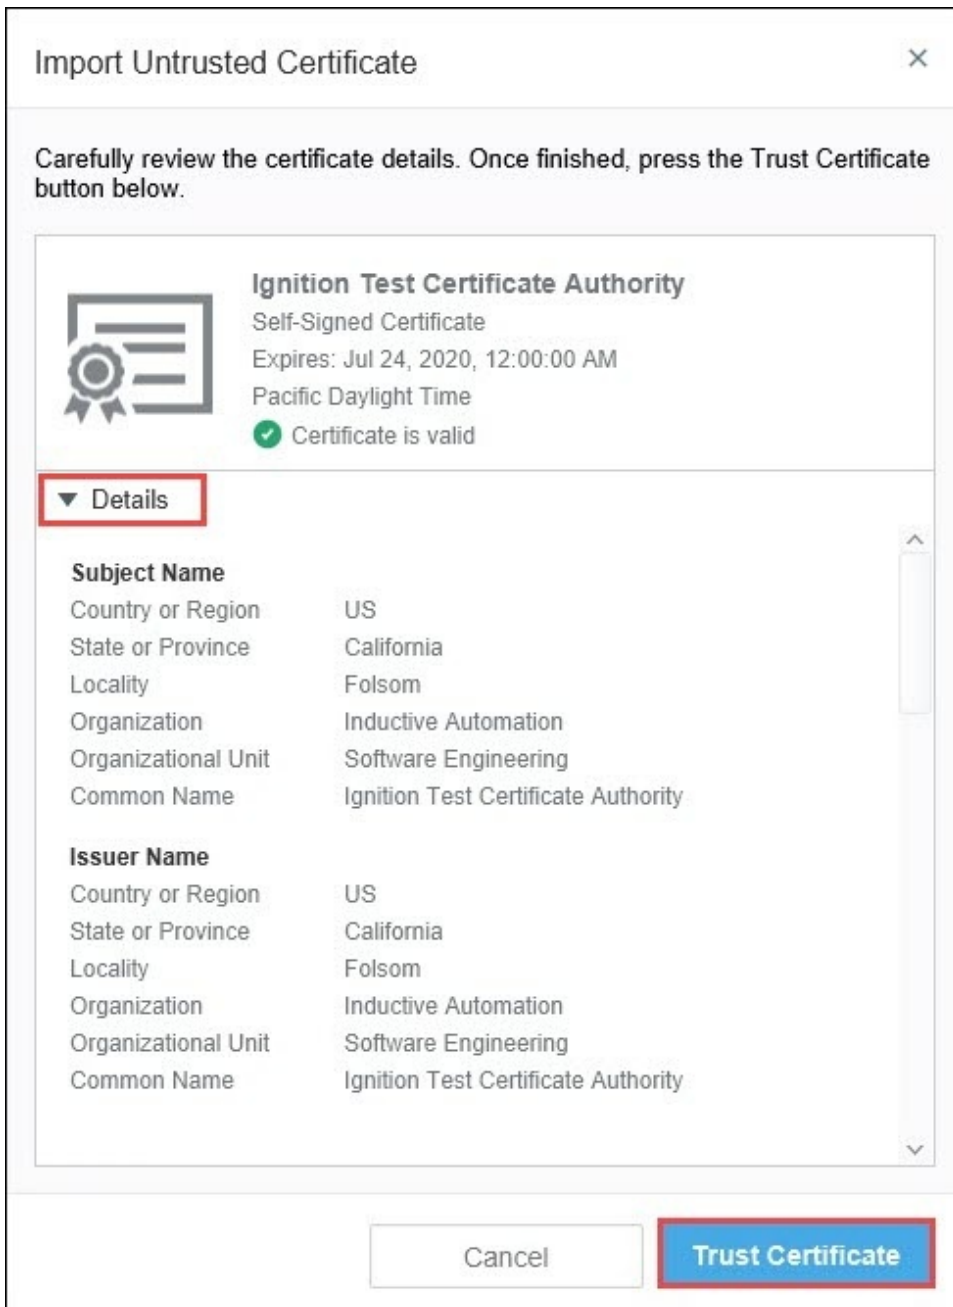 Import Untrusted Certificate
Carefully review the certificate details. Once finished, press the Trust Certificate
button below.
Ignition Test Certificate Authority
Self-Signed Certificate
Expires: Jul 24, 2020, 12:00:00 AM
Pacific Daylight Time
Certificate is valid
Details
Subject Name
Country or Region US
State or Province California
Locality Folsom
Organization Inductive Automation
Organizational Unit Software Engineering
Common Name Ignition Test Certificate Authority
Issuer Name
Country or Region US
State or Province California
Locality Folsom
Organization Inductive Automation
Organizational Unit Software Engineering
Common Name Ignition Test Certificate Authority
Cancel Trust Certificate